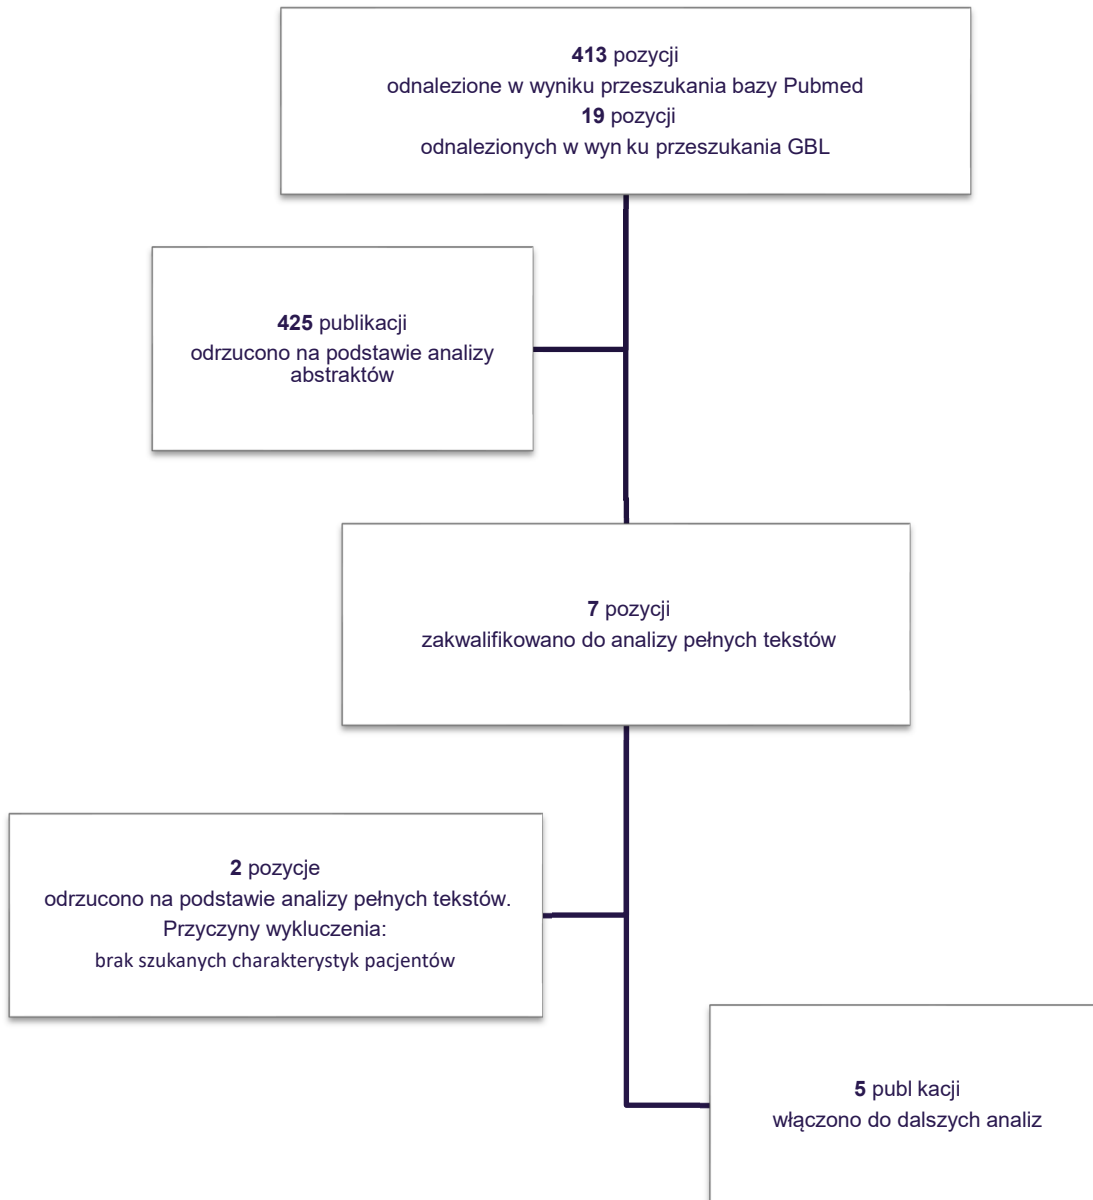 413 pozycji
odnalezione w wyniku przeszukania bazy Pubmed
19 pozycji
odnalezionych w wyn ku przeszukania GBL
425 publikacji
odrzucono na podstawie analizy
abstraktów
7 pozycji
zakwalifikowano do analizy pełnych tekstów
2 pozycje
odrzucono na podstawie analizy pełnych tekstów.
Przyczyny wykluczenia:
brak szukanych charakterystyk pacjentów
5 publ kacji
włączono do dalszych analiz